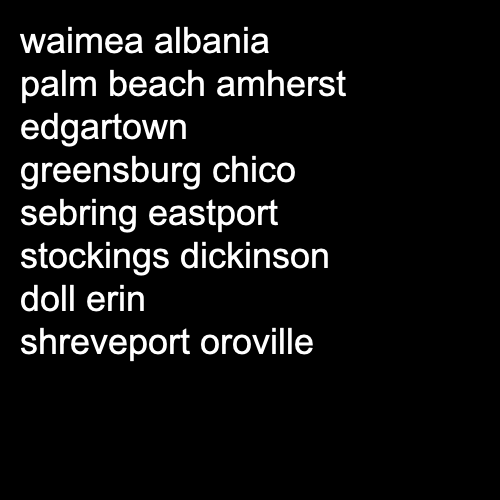 waimea albania
palm beach amherst
edgartown
greensburg chico
sebring eastport
stockings dickinson
doll erin
shreveport oroville